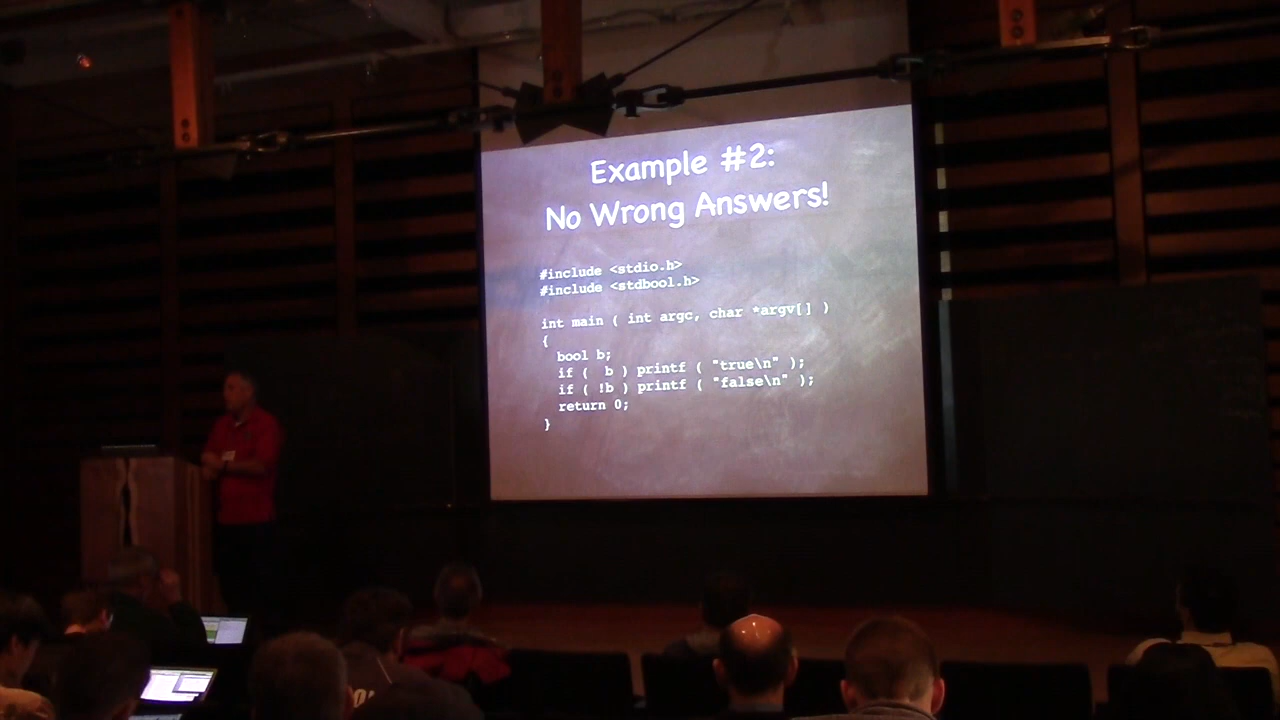 Example #2:
No Wrong Answers!
#include <stdio.h>
#include <stdbool.h>
int main ( int argc, char *argv[] )
{
bool b;
if (  b ) printf ( "true\n" );
if ( !b ) printf ( "false\n" );
return 0;
}